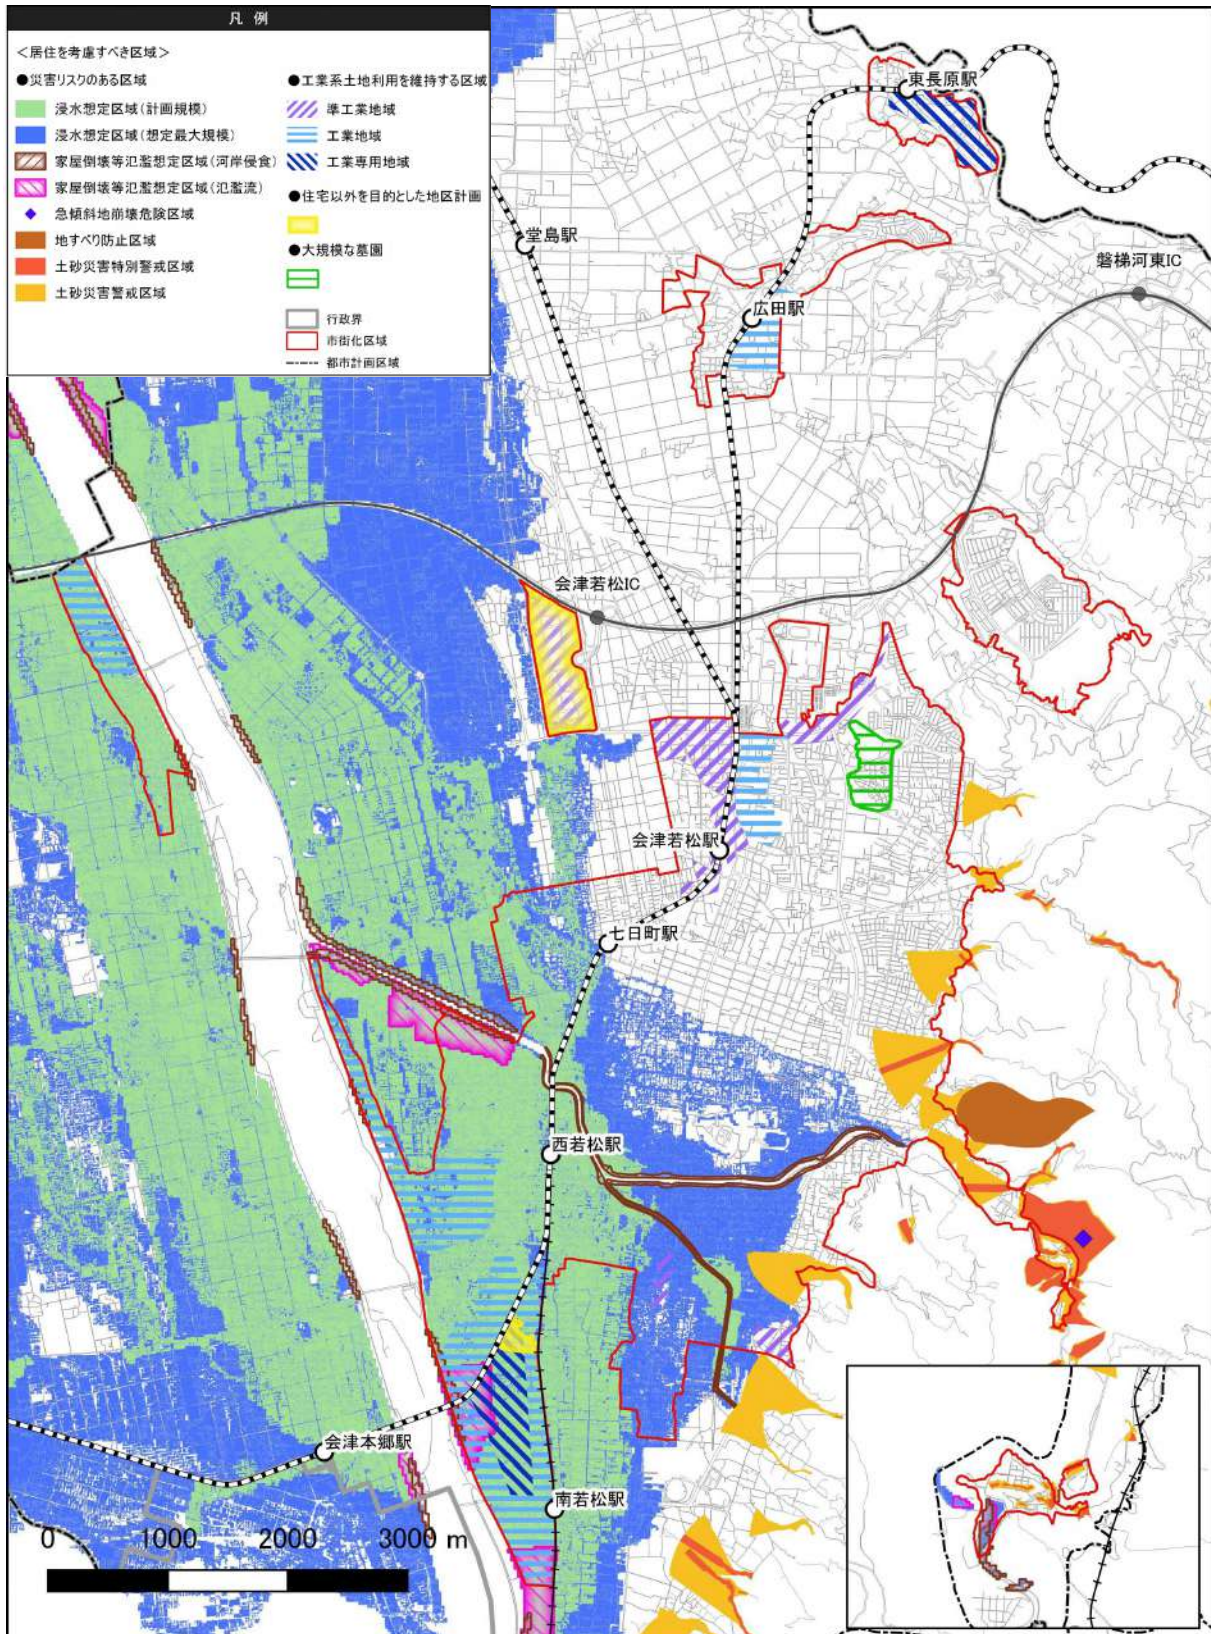 凡 例
＜居住を考慮すべき区域＞
●災害リスクのある区域
浸水想定区域(計画規模)
浸水想定区域(想定最大規模)
家屋倒壊等氾濫想定区域(河岸侵食)
家屋倒壊等氾濫想定区域(氾濫流)
急傾斜地崩壊危険区域
地すべり防止区域
土砂災害特別警戒区域
土砂災害警戒区域
●工業系土地利用を維持する区域
準工業地域
工業地域
工業専用地域
●住宅以外を目的とした地区計画
●大規模な墓園
行政界
市街化区域
都市計画区域
東長原駅
堂島駅
磐梯河東IC
広田駅
会津若松IC
会津若松駅
七日町駅
西若松駅
会津本郷駅
南若松駅
0 1000 2000 3000 m